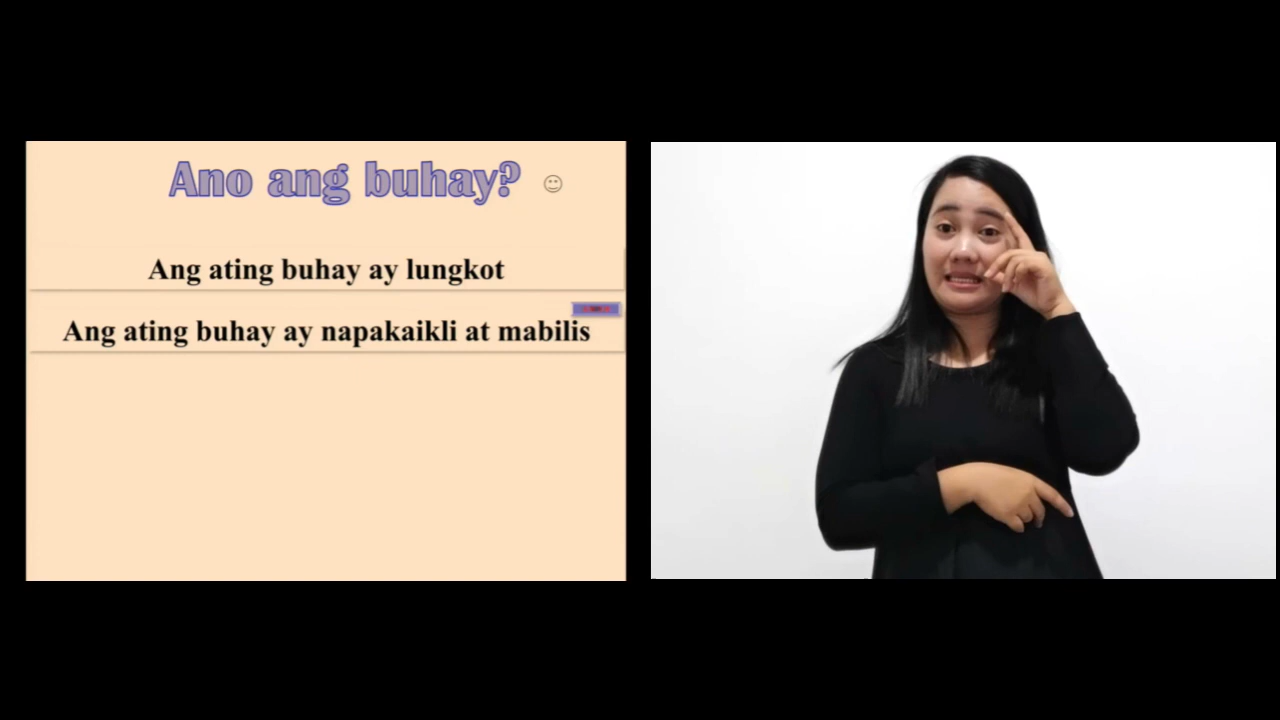 Ano ang buhay?
Ang ating buhay ay lungkot
Ang ating buhay ay napakaikli at mabilis